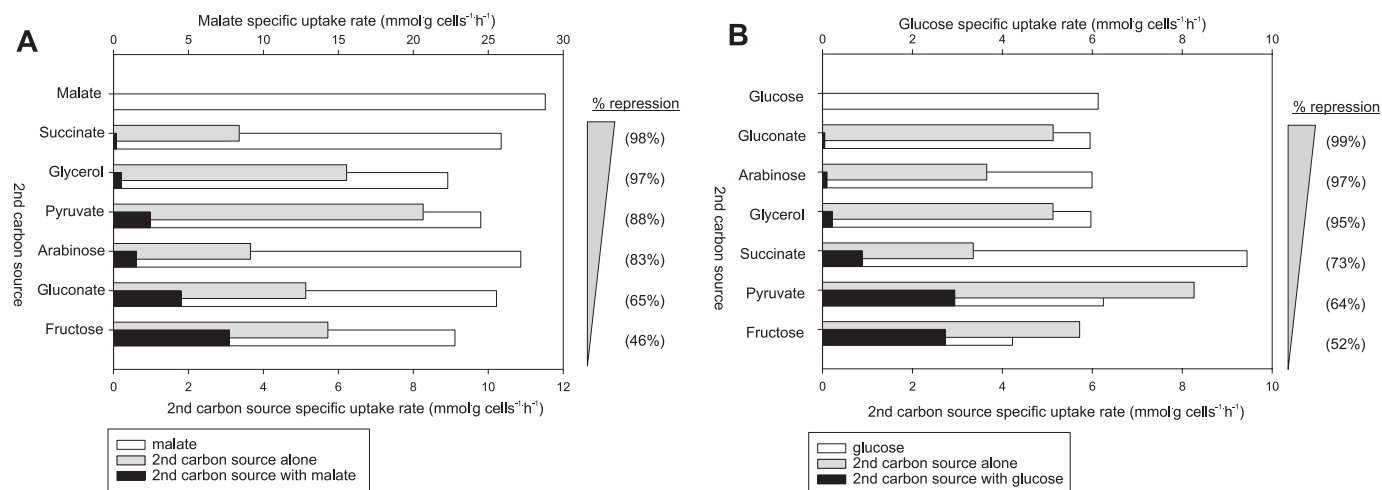 A
Malate specific uptake rate (mmol·g cells⁻¹·h⁻¹)
0 5 10 15 20 25 30
% repression
Malate
Succinate (98%)
Glycerol (97%)
Pyruvate (88%)
Arabinose (83%)
Gluconate (65%)
Fructose (46%)
2nd carbon source
0 2 4 6 8 10 12
2nd carbon source specific uptake rate (mmol·g cells⁻¹·h⁻¹)
malate
2nd carbon source alone
2nd carbon source with malate
B
Glucose specific uptake rate (mmol·g cells⁻¹·h⁻¹)
0 2 4 6 8 10
% repression
Glucose
Gluconate (99%)
Arabinose (97%)
Glycerol (95%)
Succinate (73%)
Pyruvate (64%)
Fructose (52%)
2nd carbon source
0 2 4 6 8 10
2nd carbon source specific uptake rate (mmol·g cells⁻¹·h⁻¹)
glucose
2nd carbon source alone
2nd carbon source with glucose